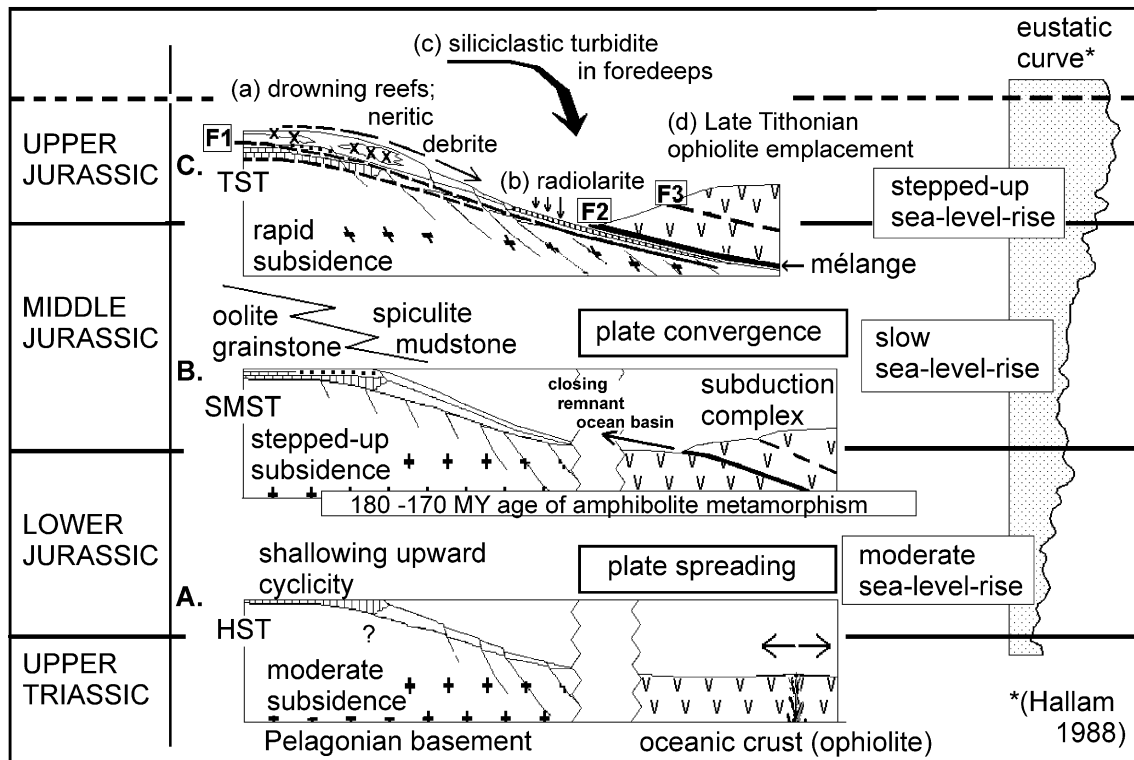 eustatic
curve*
(c) siliciclastic turbidite
in foredeeps
(a) drowning reefs;
neritic
debrite
(d) Late Tithonian
ophiolite emplacement
UPPER
JURASSIC
C.
F1
TST
x
x
x x x
(b) radiolarite
F2
F3
v v
v v v
v v v v
stepped-up
sea-level-rise
rapid
subsidence
mélange
MIDDLE
JURASSIC
oolite
grainstone
spiculite
mudstone
plate convergence
slow
sea-level-rise
B.
SMST
closing
remnant
ocean basin
subduction
complex
stepped-up
subsidence
v v v v v v
v v v v v
180 -170 MY age of amphibolite metamorphism
LOWER
JURASSIC
shallowing upward
cyclicity
plate spreading
moderate
sea-level-rise
A.
HST
?
UPPER
TRIASSIC
moderate
subsidence
v v v v v v v
v v v v v v
*(Hallam
1988)
Pelagonian basement
oceanic crust (ophiolite)